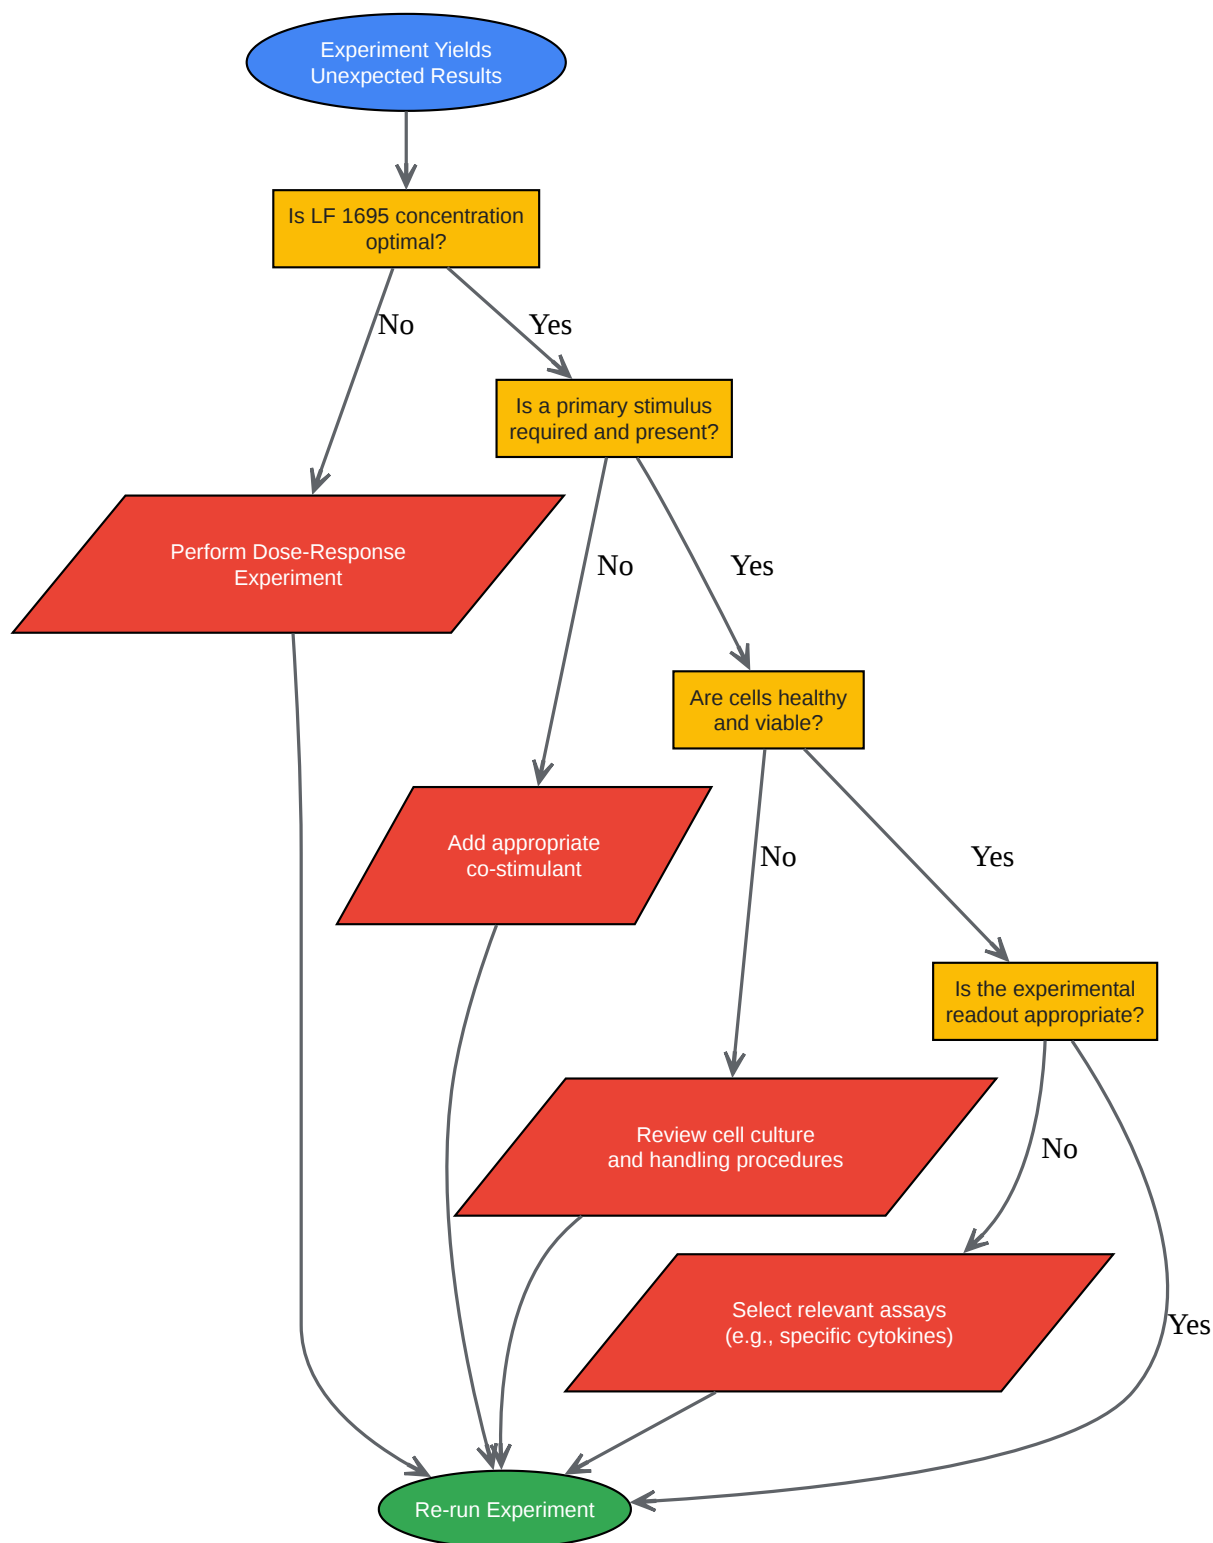 Experiment Yields
Unexpected Results
Is LF 1695 concentration
optimal?
No
Yes
Is a primary stimulus
required and present?
Perform Dose-Response
Experiment
No
Yes
Are cells healthy
and viable?
Add appropriate
co-stimulant
No
Yes
Is the experimental
readout appropriate?
Review cell culture
and handling procedures
No
Select relevant assays
(e.g., specific cytokines)
Yes
Re-run Experiment